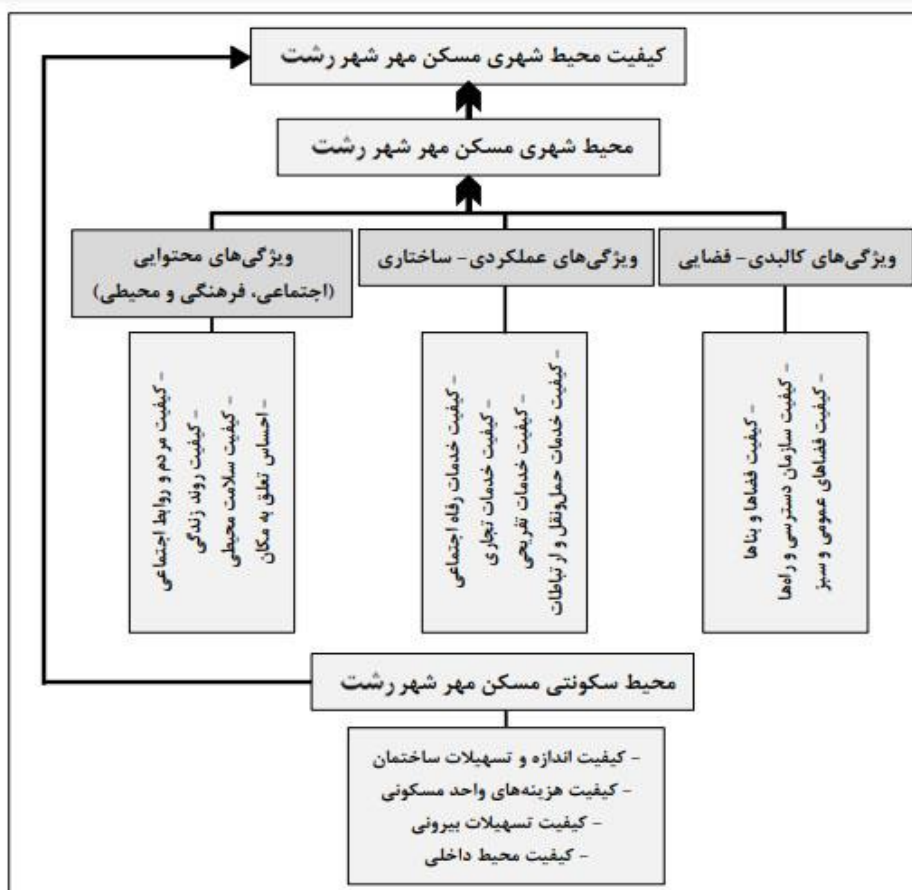 کیفیت محیط شهری مسکن مهر شهر رشت
محیط شهری مسکن مهر شهر رشت
ویژگی‌های کالبدی- فضایی
ویژگی‌های عملکردی- ساختاری
ویژگی‌های محتوایی
(اجتماعی، فرهنگی و محیطی)
- کیفیت فضاها و بناها
- کیفیت سازمان دسترسی و راه‌ها
- کیفیت فضاهای عمومی و سبز
- کیفیت خدمات رفاه اجتماعی
- کیفیت خدمات تجاری
- کیفیت خدمات تفریحی
- کیفیت خدمات حمل‌ونقل و ارتباطات
- کیفیت مردم و روابط اجتماعی
- کیفیت روند زندگی
- کیفیت سلامت محیطی
- احساس تعلق به مکان
محیط سکونتی مسکن مهر شهر رشت
- کیفیت اندازه و تسهیلات ساختمان
- کیفیت هزینه‌های واحد مسکونی
- کیفیت تسهیلات بیرونی
- کیفیت محیط داخلی